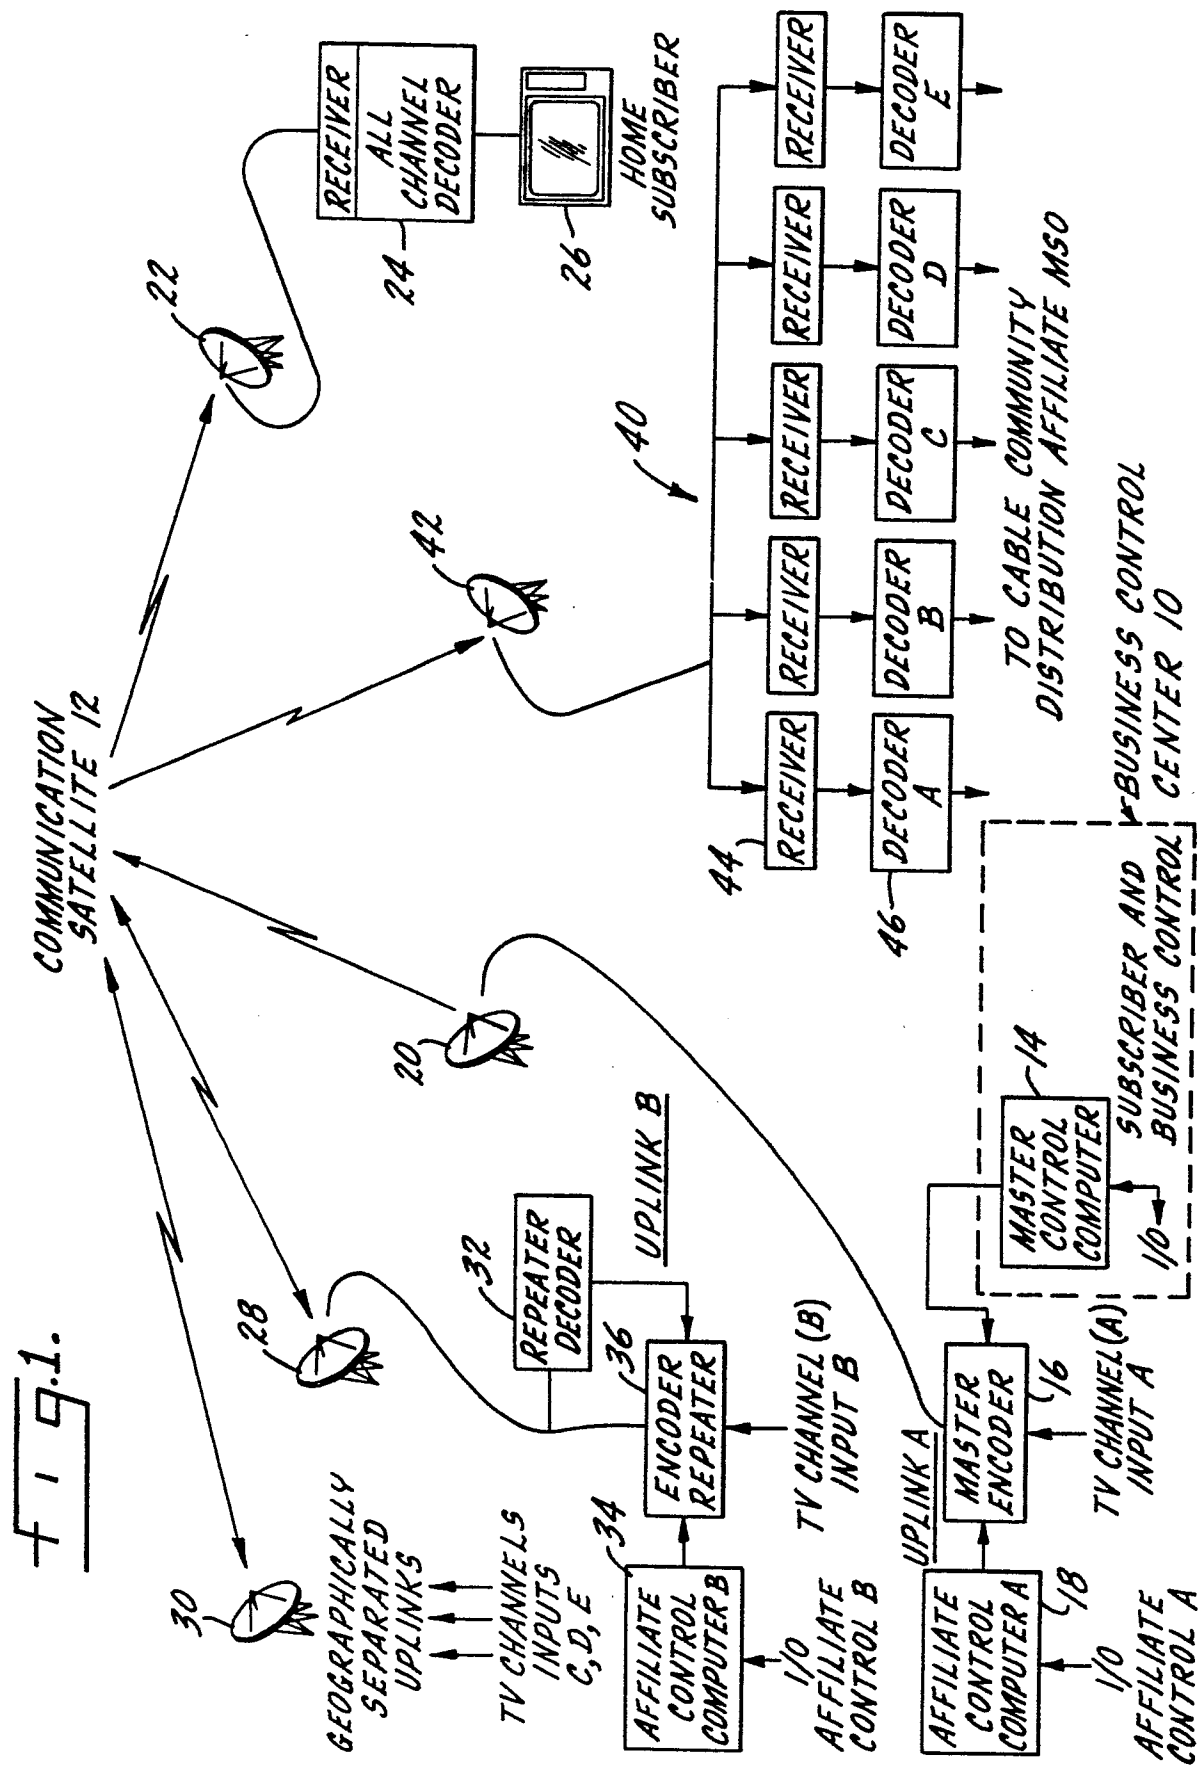 Fig.1.
COMMUNICATION
SATELLITE 12
30
28
20
42
22
GEOGRAPHICALLY
SEPARATED
UPLINKS
TV CHANNELS
INPUTS
C, D, E
32
REPEATER
DECODER
UPLINK B
34
AFFILIATE
CONTROL
COMPUTER B
36
ENCODER
REPEATER
I/O
AFFILIATE
CONTROL B
TV CHANNEL (B)
INPUT B
UPLINK A
AFFILIATE
CONTROL
COMPUTER A
18
MASTER
ENCODER
16
I/O
AFFILIATE
CONTROL A
TV CHANNEL (A)
INPUT A
MASTER
CONTROL
COMPUTER
14
I/O
SUBSCRIBER AND
BUSINESS CONTROL
BUSINESS CONTROL
CENTER 10
RECEIVER
ALL
CHANNEL
DECODER
24
26
HOME
SUBSCRIBER
40
44
RECEIVER
RECEIVER
RECEIVER
RECEIVER
RECEIVER
46
DECODER
A
DECODER
B
DECODER
C
DECODER
D
DECODER
E
TO CABLE COMMUNITY
DISTRIBUTION AFFILIATE MSO